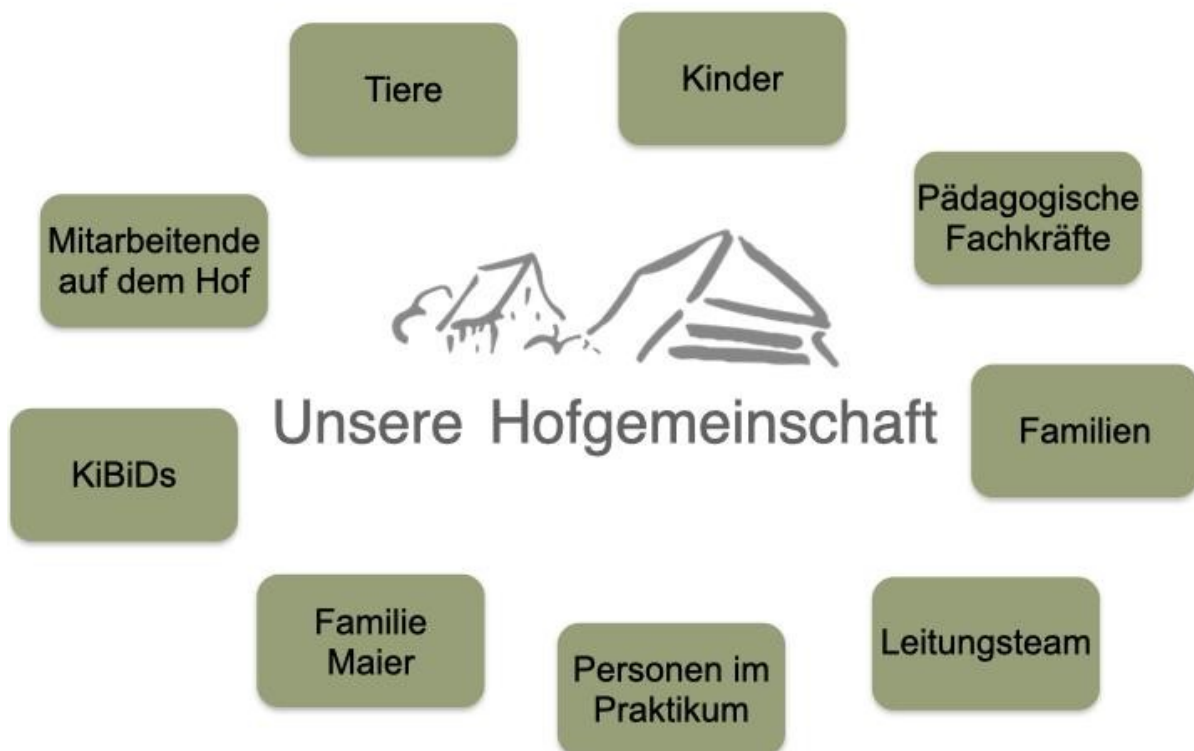 Tiere
Kinder
Pädagogische
Fachkräfte
Mitarbeitende
auf dem Hof
Unsere Hofgemeinschaft
Familien
KiBiDs
Familie
Maier
Personen im
Praktikum
Leitungsteam